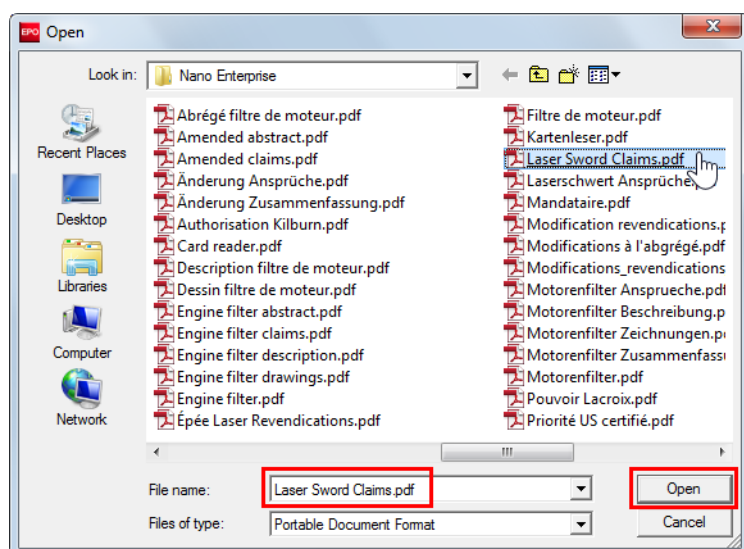 EPO Open
Look in: Nano Enterprise
Recent Places
Desktop
Libraries
Computer
Network
Abrégé filtre de moteur.pdf
Amended abstract.pdf
Amended claims.pdf
Änderung Ansprüche.pdf
Änderung Zusammenfassung.pdf
Authorisation Kilburn.pdf
Card reader.pdf
Description filtre de moteur.pdf
Dessin filtre de moteur.pdf
Engine filter abstract.pdf
Engine filter claims.pdf
Engine filter description.pdf
Engine filter drawings.pdf
Engine filter.pdf
Épée Laser Revendications.pdf
Filtre de moteur.pdf
Kartenleser.pdf
Laser Sword Claims.pdf
Laserschwert Ansprüche
Mandataire.pdf
Modification revendications.p
Modifications à l'abgrégé.pdf
Modifications_revendications
Motorenfilter Ansprueche.pdf
Motorenfilter Beschreibung.p
Motorenfilter Zeichnungen.p
Motorenfilter Zusammenfass
Motorenfilter.pdf
Pouvoir Lacroix.pdf
Priorité US certifié.pdf
File name: Laser Sword Claims.pdf Open
Files of type: Portable Document Format Cancel